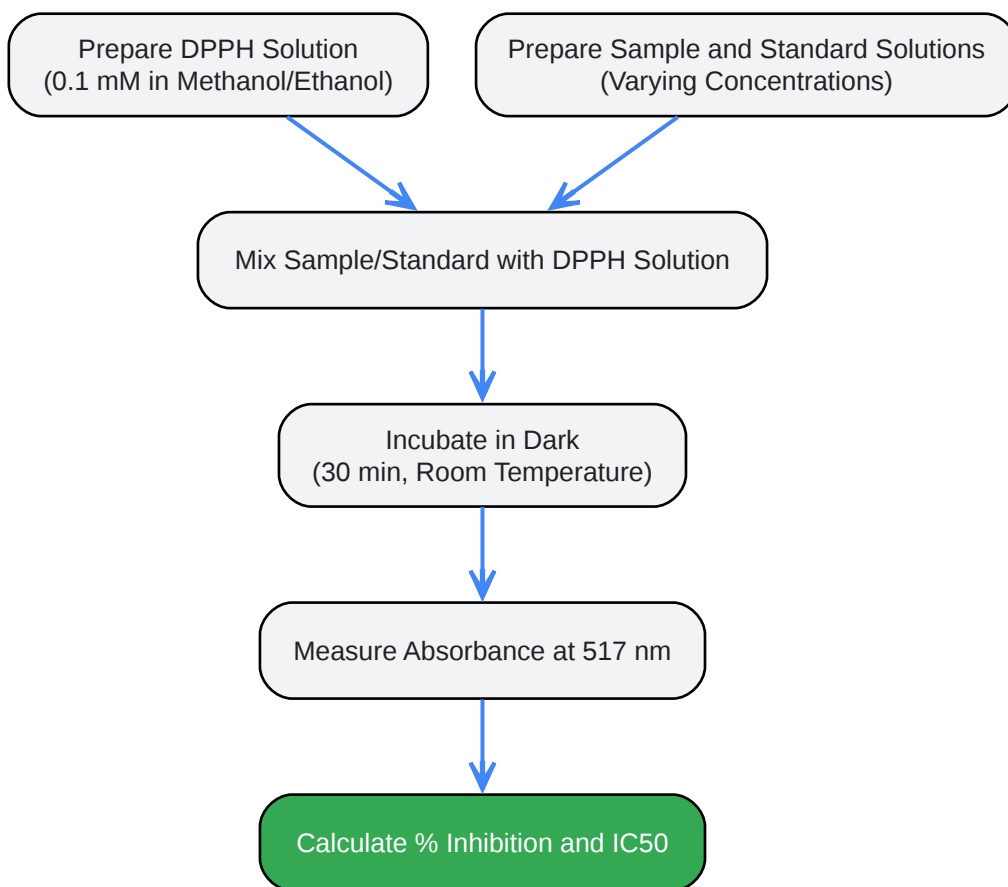 Prepare DPPH Solution
(0.1 mM in Methanol/Ethanol)
Prepare Sample and Standard Solutions
(Varying Concentrations)
Mix Sample/Standard with DPPH Solution
Incubate in Dark
(30 min, Room Temperature)
Measure Absorbance at 517 nm
Calculate % Inhibition and IC50